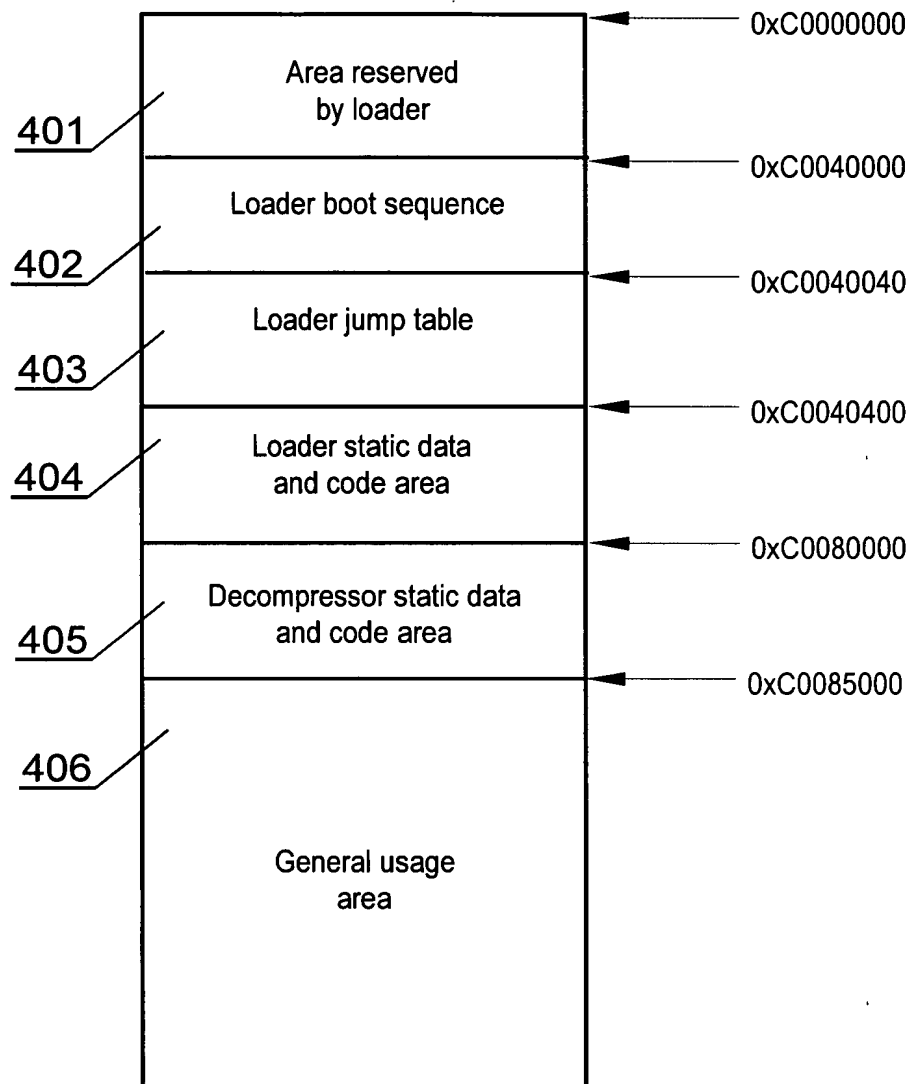 0xC0000000
Area reserved
by loader
401
0xC0040000
Loader boot sequence
402
0xC0040040
Loader jump table
403
0xC0040400
Loader static data
and code area
404
0xC0080000
Decompressor static data
and code area
405
0xC0085000
406
General usage
area